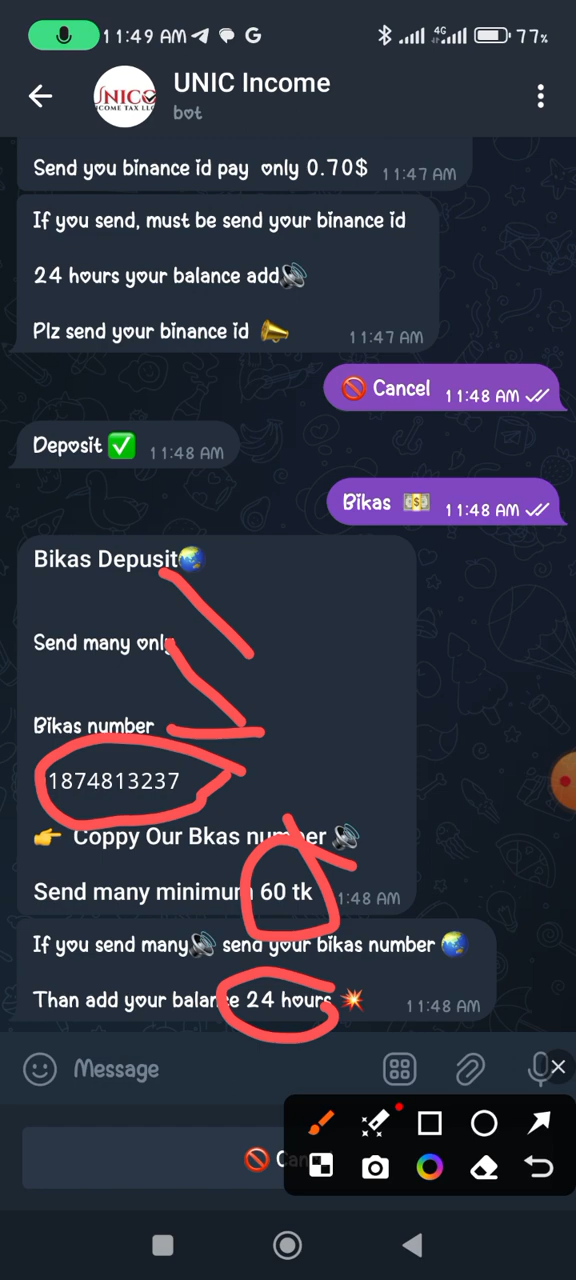 11:49 AM
4G
77%
UNIC Income
bot
UNICO
COME TAX LLC
Send you binance id pay only 0.70$ 11:47 AM
If you send, must be send your binance id
24 hours your balance add🔊
Plz send your binance id 📣 11:47 AM
🚫 Cancel 11:48 AM
Deposit ✅ 11:48 AM
Bikas 💵 11:48 AM
Bikas Depusit🌏
Send many only
Bikas number
1874813237
👉 Coppy Our Bkas number 🔊
Send many minimum 60 tk 1:48 AM
If you send many🔊 send your bikas number 🌏
Than add your balance 24 hours 💥 11:48 AM
Message
🚫